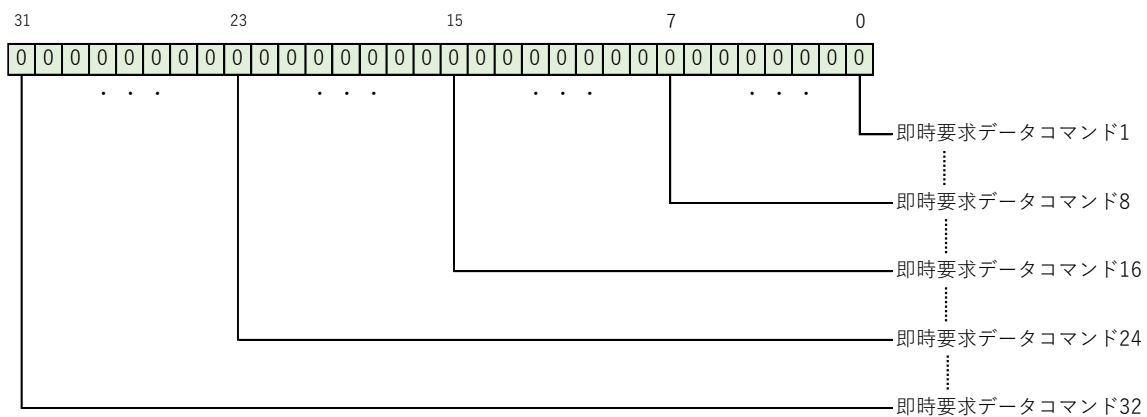 31 23 15 7 0
0 0 0 0 0 0 0 0 0 0 0 0 0 0 0 0 0 0 0 0 0 0 0 0 0 0 0 0 0 0 0 0
・・・ ・・・ ・・・ ・・・
即時要求データコマンド1
即時要求データコマンド8
即時要求データコマンド16
即時要求データコマンド24
即時要求データコマンド32